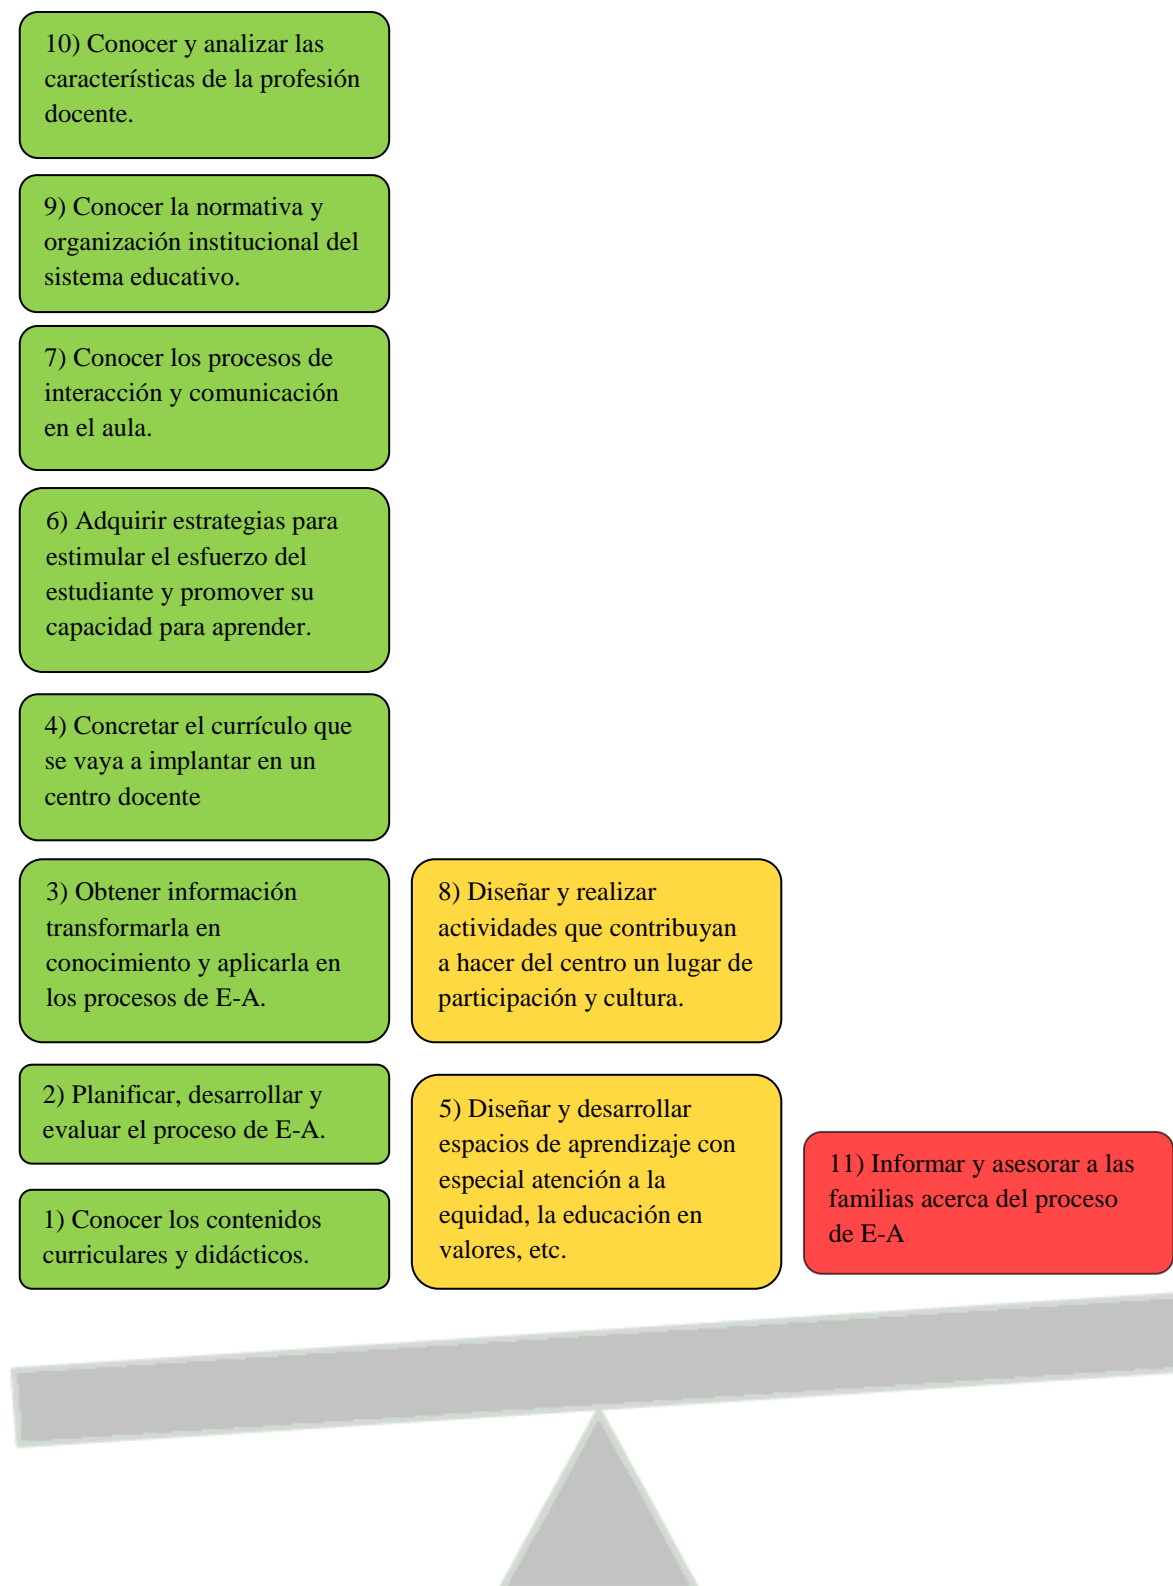 10) Conocer y analizar las
características de la profesión
docente.
9) Conocer la normativa y
organización institucional del
sistema educativo.
7) Conocer los procesos de
interacción y comunicación
en el aula.
6) Adquirir estrategias para
estimular el esfuerzo del
estudiante y promover su
capacidad para aprender.
4) Concretar el currículo que
se vaya a implantar en un
centro docente
3) Obtener información
transformarla en
conocimiento y aplicarla en
los procesos de E-A.
2) Planificar, desarrollar y
evaluar el proceso de E-A.
1) Conocer los contenidos
curriculares y didácticos.
8) Diseñar y realizar
actividades que contribuyan
a hacer del centro un lugar de
participación y cultura.
5) Diseñar y desarrollar
espacios de aprendizaje con
especial atención a la
equidad, la educación en
valores, etc.
11) Informar y asesorar a las
familias acerca del proceso
de E-A